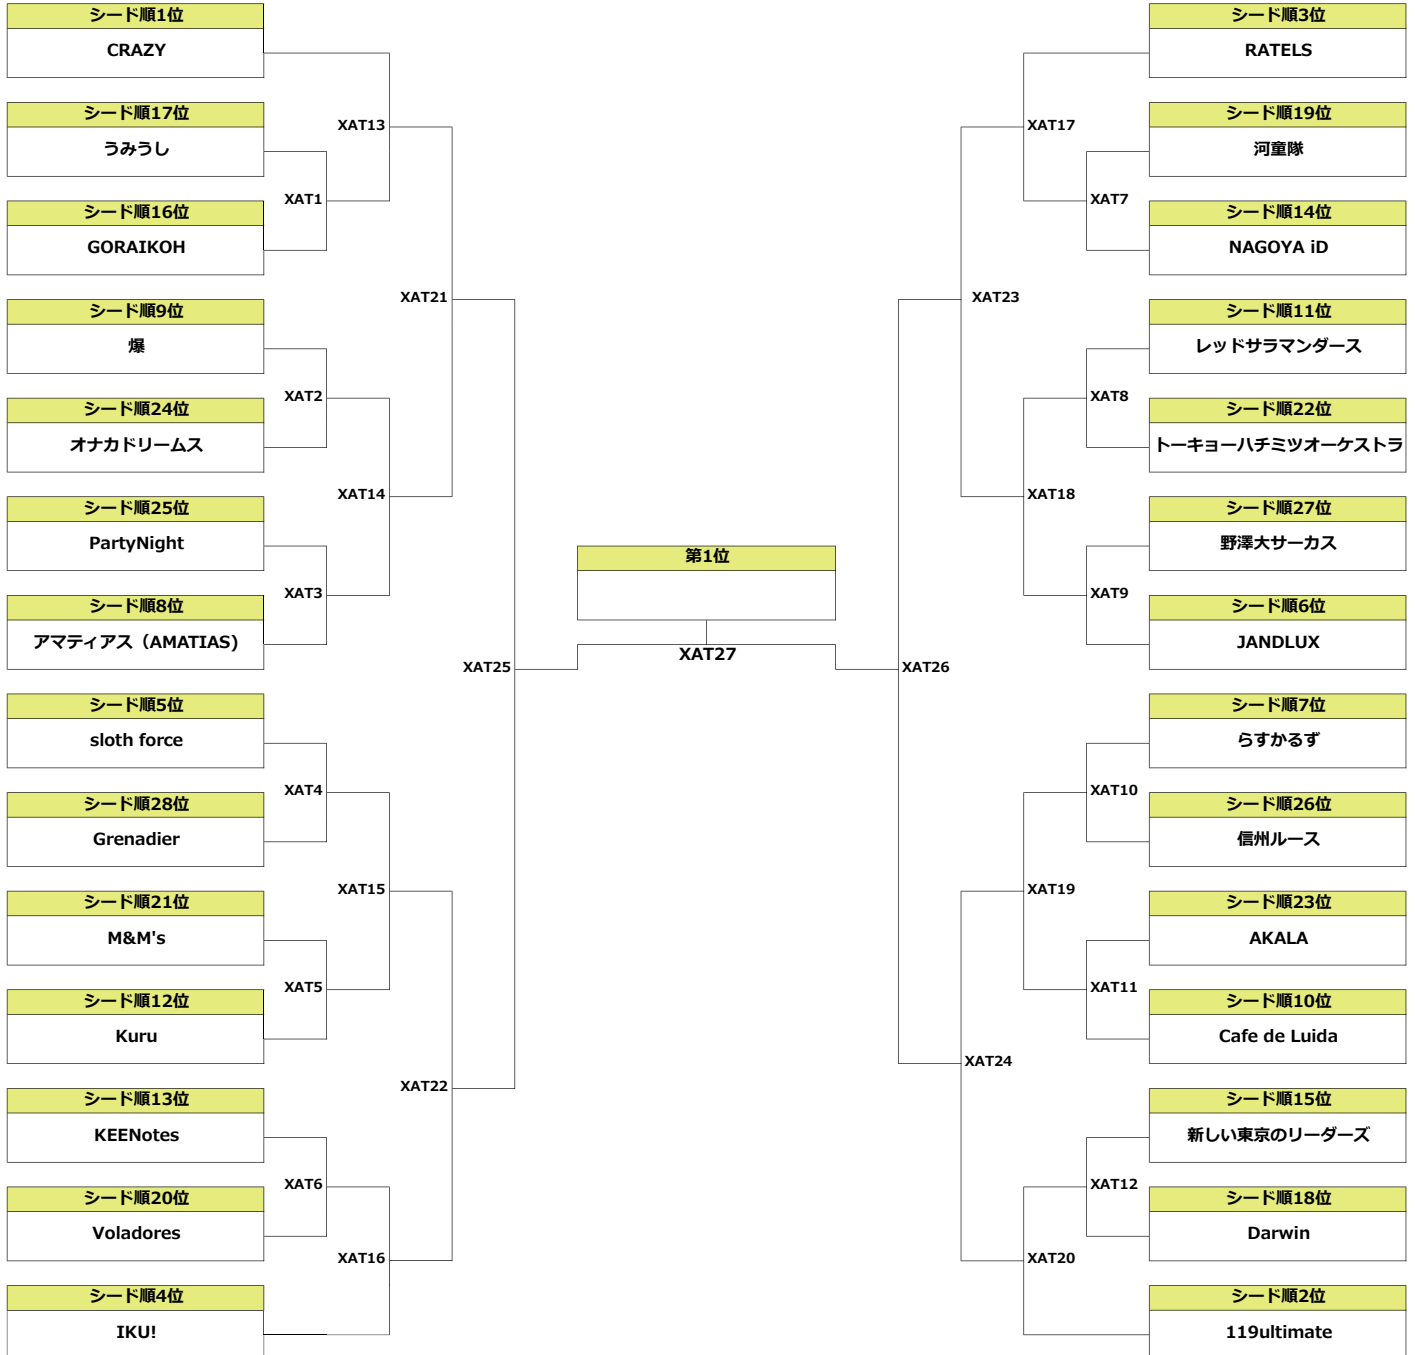 シード順1位
CRAZY
シード順17位
うみうし
シード順16位
GORAIKOH
シード順9位
爆
シード順24位
オナカドリームス
シード順25位
PartyNight
シード順8位
アマティアス（AMATIAS)
シード順5位
sloth force
シード順28位
Grenadier
シード順21位
M&M's
シード順12位
Kuru
シード順13位
KEENotes
シード順20位
Voladores
シード順4位
IKU!
XAT1
XAT2
XAT3
XAT4
XAT5
XAT6
XAT13
XAT14
XAT15
XAT16
XAT21
XAT22
XAT25
第1位
XAT27
XAT26
XAT23
XAT24
XAT17
XAT18
XAT19
XAT20
XAT7
XAT8
XAT9
XAT10
XAT11
XAT12
シード順3位
RATELS
シード順19位
河童隊
シード順14位
NAGOYA iD
シード順11位
レッドサラマンダース
シード順22位
トーキョーハチミツオーケストラ
シード順27位
野澤大サーカス
シード順6位
JANDLUX
シード順7位
らすかるず
シード順26位
信州ルース
シード順23位
AKALA
シード順10位
Cafe de Luida
シード順15位
新しい東京のリーダーズ
シード順18位
Darwin
シード順2位
119ultimate